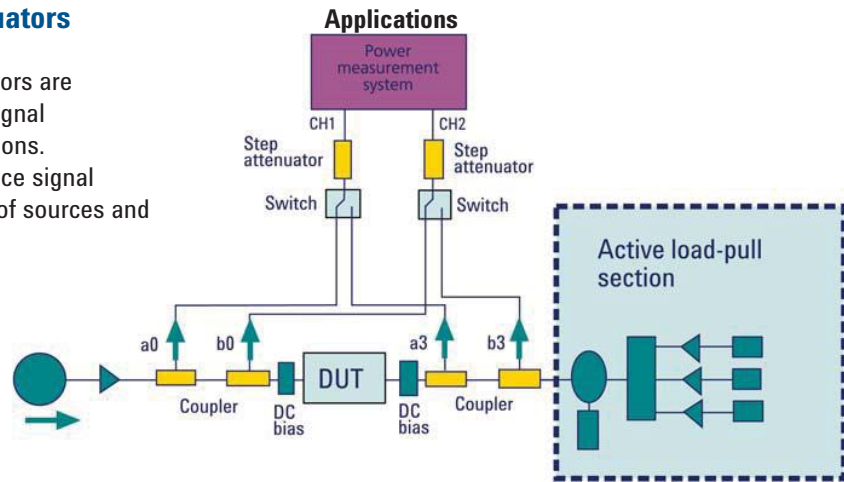 uators
ors are
gnal
ons.
ce signal
of sources and
Applications
Power
measurement
system
CH1
CH2
Step
attenuator
Step
attenuator
Switch
Switch
Active load-pull
section
a0
b0
a3
b3
DUT
Coupler
DC
bias
DC
bias
Coupler